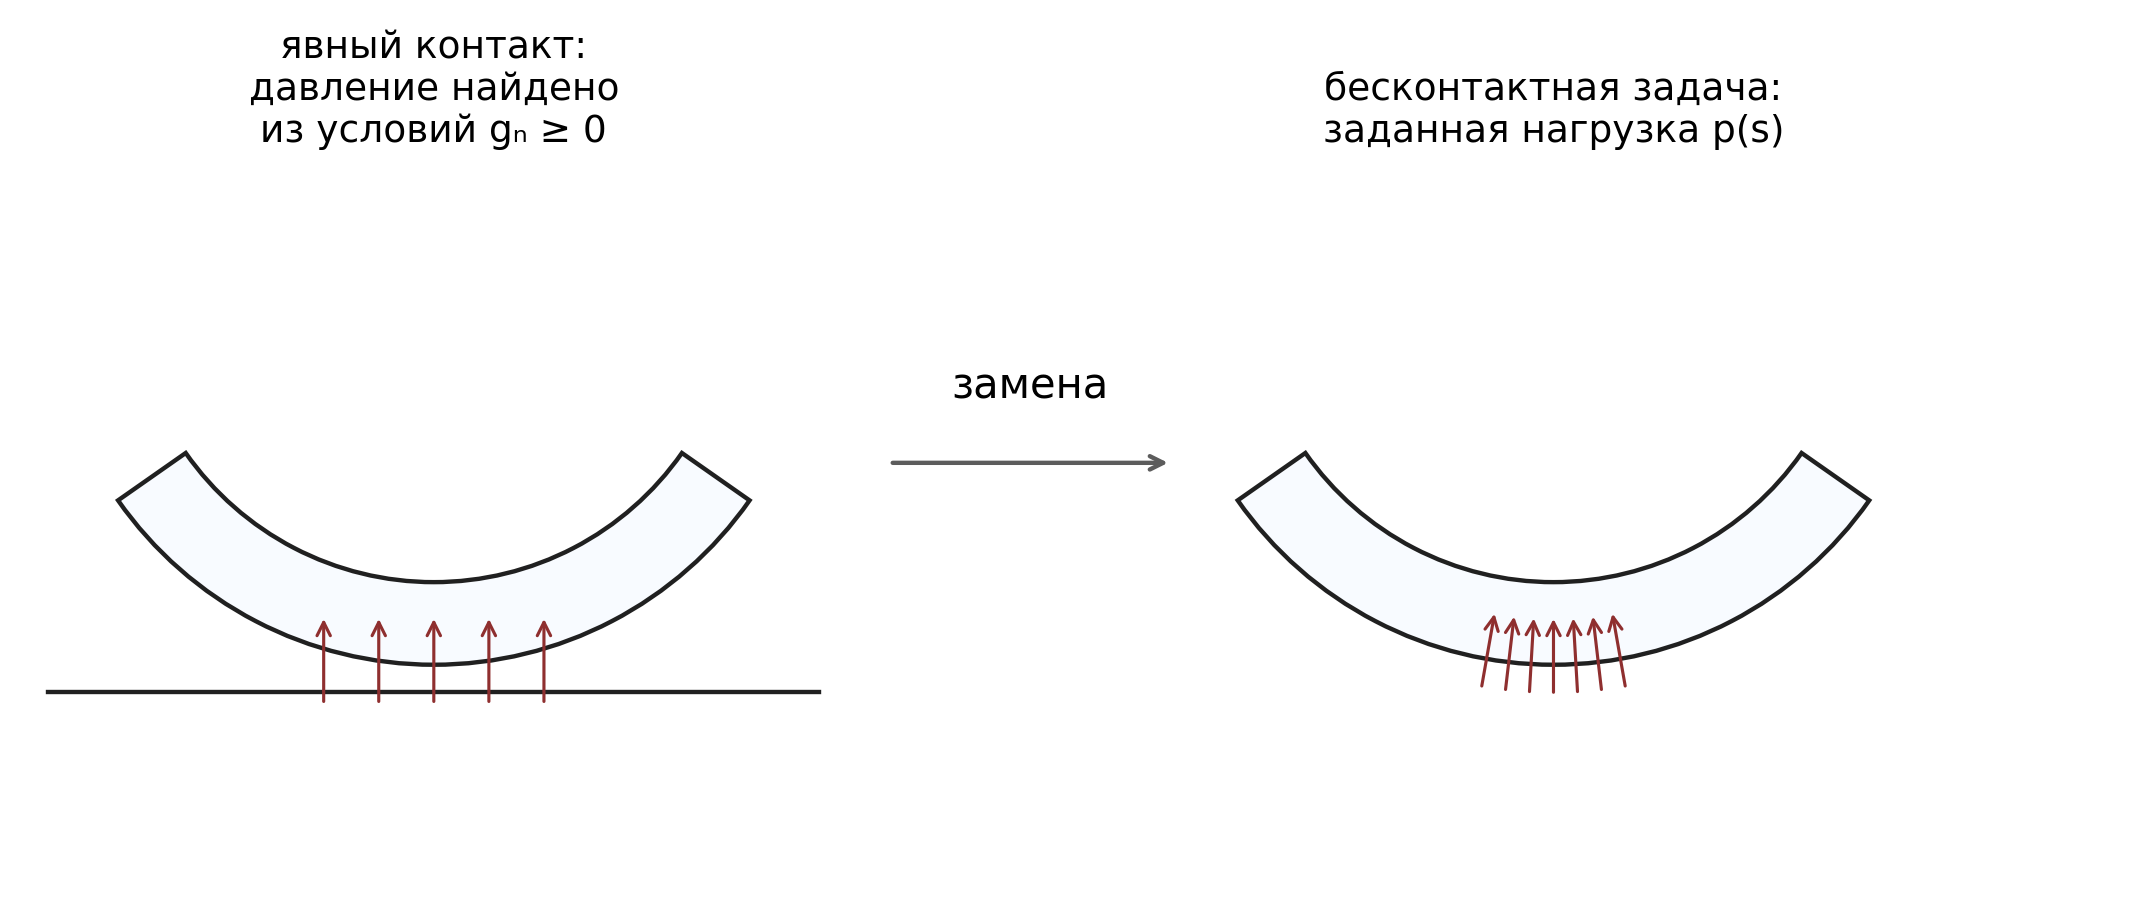 явный контакт:
давление найдено
из условий gₙ ≥ 0
бесконтактная задача:
заданная нагрузка p(s)
замена